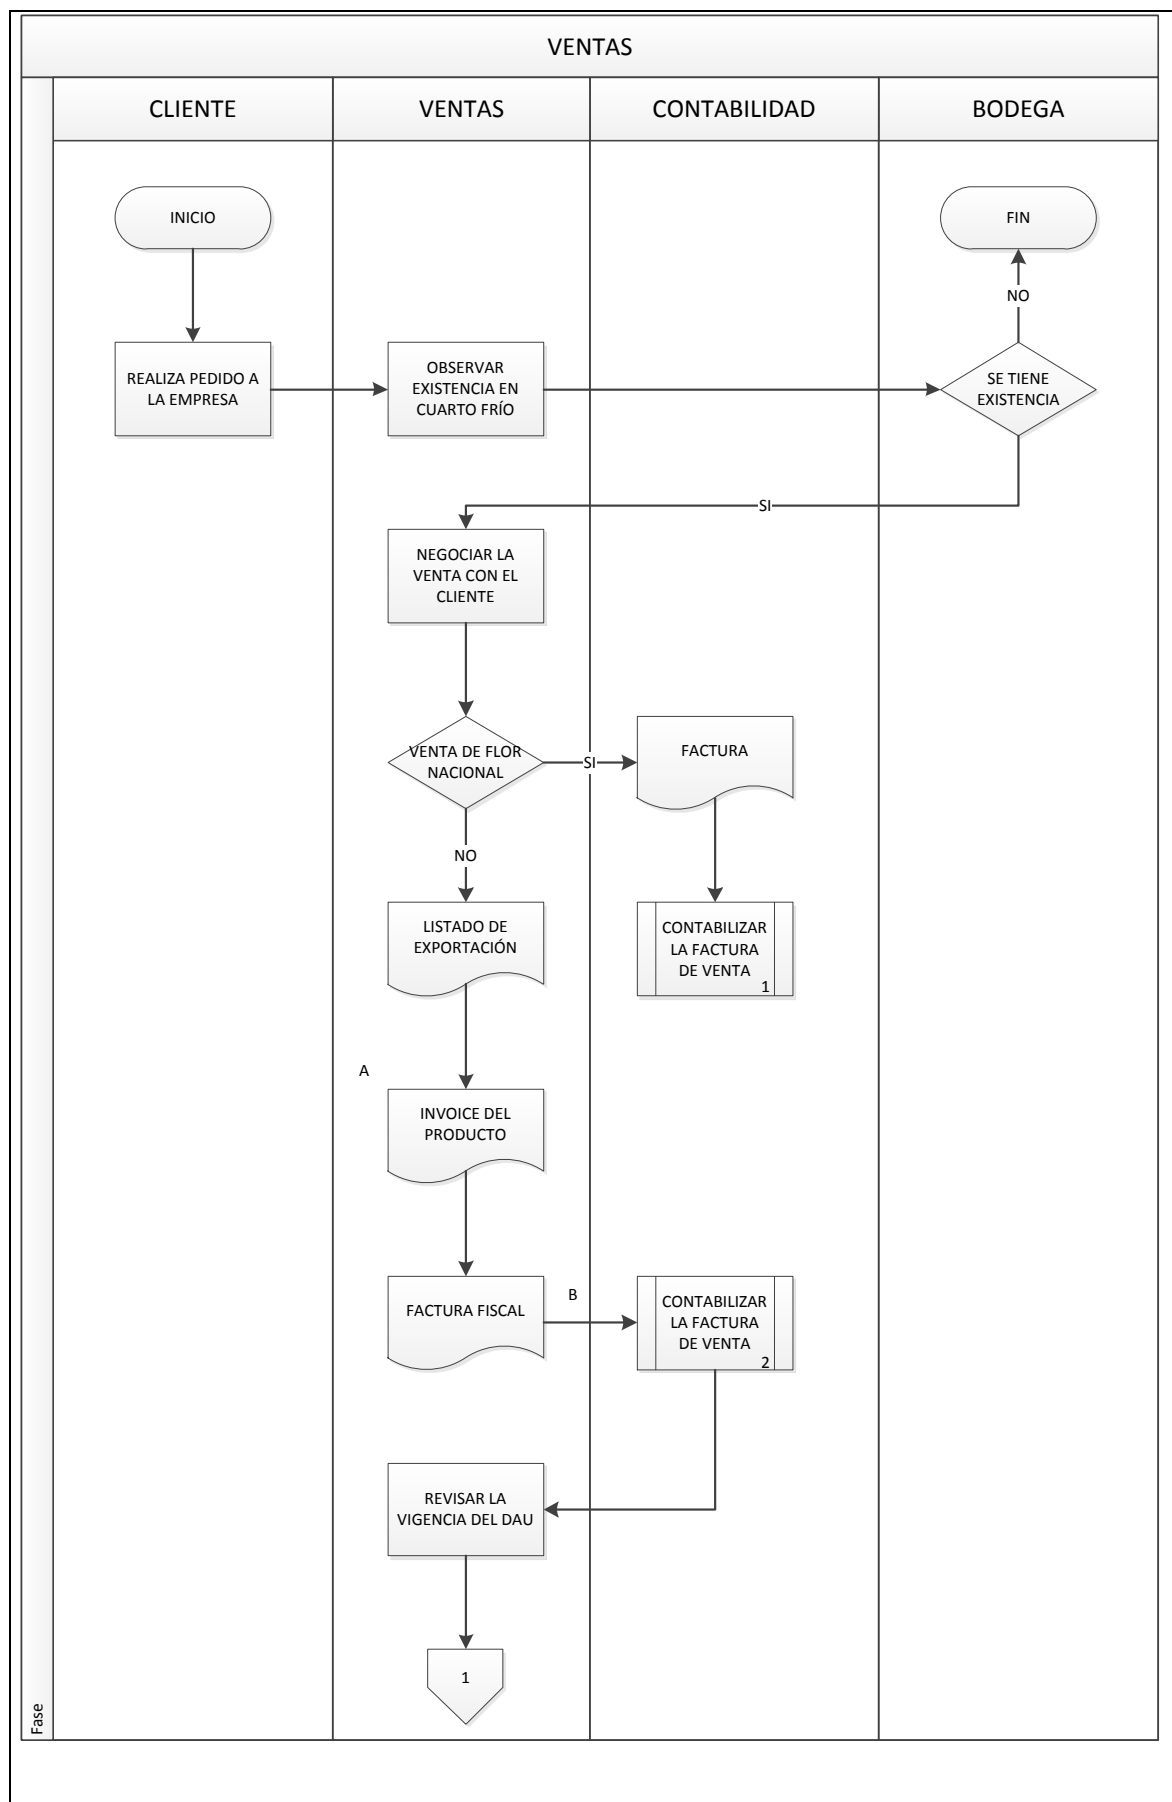 VENTAS
CLIENTE
VENTAS
CONTABILIDAD
BODEGA
INICIO
FIN
NO
REALIZA PEDIDO A
LA EMPRESA
OBSERVAR
EXISTENCIA EN
CUARTO FRÍO
SE TIENE
EXISTENCIA
SI
NEGOCIAR LA
VENTA CON EL
CLIENTE
VENTA DE FLOR
NACIONAL
SI
FACTURA
NO
LISTADO DE
EXPORTACIÓN
CONTABILIZAR
LA FACTURA
DE VENTA
1
A
INVOICE DEL
PRODUCTO
FACTURA FISCAL
B
CONTABILIZAR
LA FACTURA
DE VENTA
2
REVISAR LA
VIGENCIA DEL DAU
1
Fase